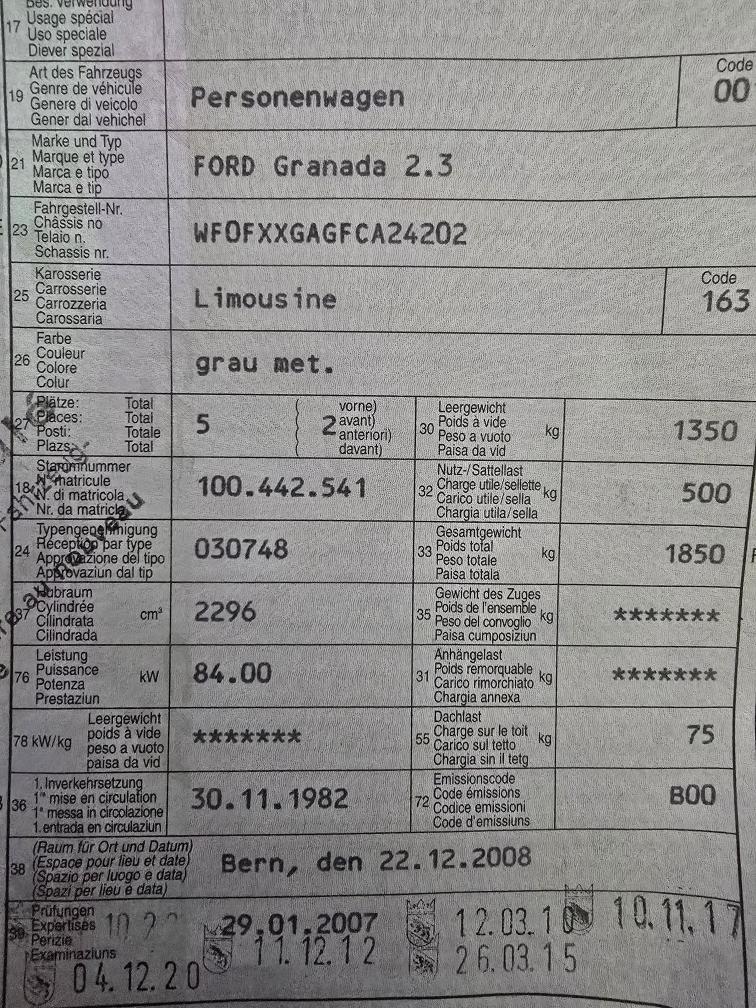 Bes. Verwendung
17 Usage spécial
Uso speciale
Diever spezial
19 Art des Fahrzeugs
Genre de véhicule
Genere di veicolo
Gener dal vehichel
Personenwagen
Code
00
21 Marke und Typ
Marque et type
Marca e tipo
Marca e tip
FORD Granada 2.3
23 Fahrgestell-Nr.
Châssis no
Telaio n.
Schassis nr.
WF0FXXGAGFCA24202
25 Karosserie
Carrosserie
Carrozzeria
Carossaria
Limousine
Code
163
26 Farbe
Couleur
Colore
Colur
grau met.
27 Plätze: Total
Places: Total
Posti: Totale
Plazs: Total
5
( 2 vorne)
avant)
anteriori)
davant)
30 Leergewicht
Poids à vide
Peso a vuoto
Paisa da vid
kg
1350
18 Stammnummer
N. matricule
N. di matricola
Nr. da matricla
100.442.541
32 Nutz-/Sattellast
Charge utile/sellette
Carico utile/sella
Chargia utila/sella
kg
500
24 Typengenehmigung
Réception par type
Approvazione del tipo
Approvaziun dal tip
030748
33 Gesamtgewicht
Poids total
Peso totale
Paisa totala
kg
1850
37 Hubraum
Cylindrée
Cilindrata
Cilindrada
cm³
2296
35 Gewicht des Zuges
Poids de l'ensemble
Peso del convoglio
Paisa cumposiziun
kg
*******
76 Leistung
Puissance
Potenza
Prestaziun
kW
84.00
31 Anhängelast
Poids remorquable
Carico rimorchiato
Chargia annexa
kg
*******
78 kW/kg
Leergewicht
poids à vide
peso a vuoto
paisa da vid
*******
55 Dachlast
Charge sur le toit
Carico sul tetto
Chargia sin il tetg
kg
75
36 1. Inverkehrsetzung
1re mise en circulation
1a messa in circolazione
1. entrada en circulaziun
30.11.1982
72 Emissionscode
Code émissions
Codice emissioni
Code d'emissiuns
B00
38 (Raum für Ort und Datum)
(Espace pour lieu et date)
(Spazio per luogo e data)
(Spazi per lieu e data)
Bern, den 22.12.2008
39 Prüfungen
Expertises
Perizie
Examinaziuns
29.01.2007
12.03.10
10.11.17
11.12.12
26.03.15
04.12.20